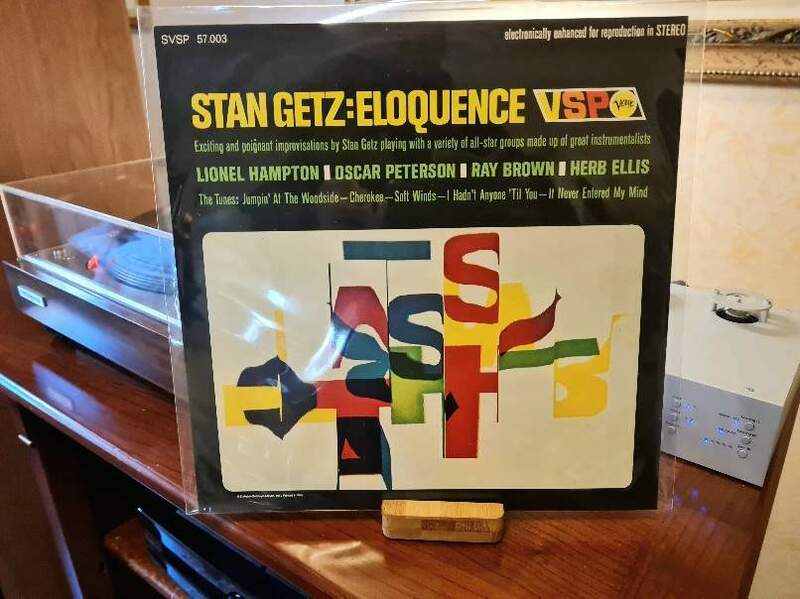 SVSP 57.003
electronically enhanced for reproduction in STEREO
STAN GETZ:ELOQUENCE VSP Verve
Exciting and poignant improvisations by Stan Getz playing with a variety of all-star groups made up of great instrumentalists
LIONEL HAMPTON ▮ OSCAR PETERSON ▮ RAY BROWN ▮ HERB ELLIS
The Tunes: Jumpin' At The Woodside—Cherokee—Soft Winds—I Hadn't Anyone 'Til You—It Never Entered My Mind